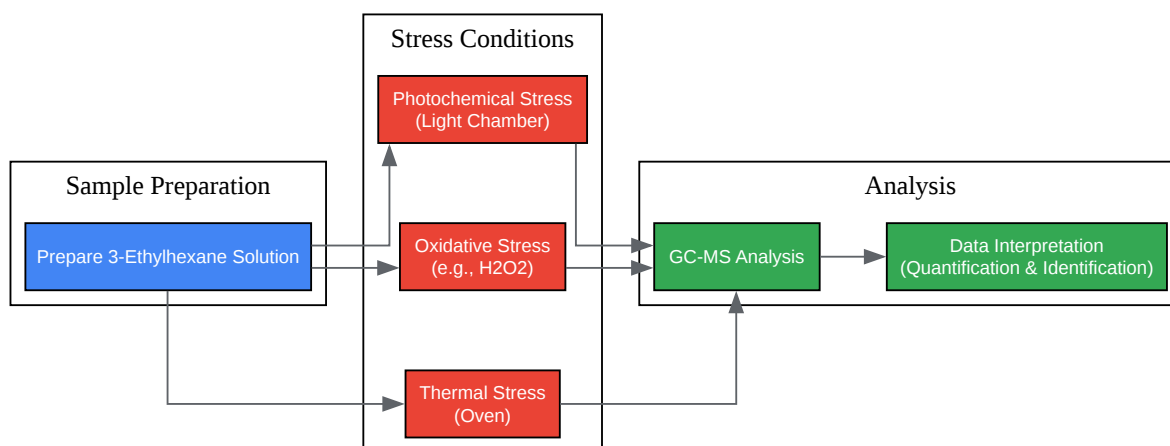 Stress Conditions
Photochemical Stress
(Light Chamber)
Sample Preparation
Prepare 3-Ethylhexane Solution
Oxidative Stress
(e.g., H2O2)
Thermal Stress
(Oven)
Analysis
GC-MS Analysis
Data Interpretation
(Quantification & Identification)